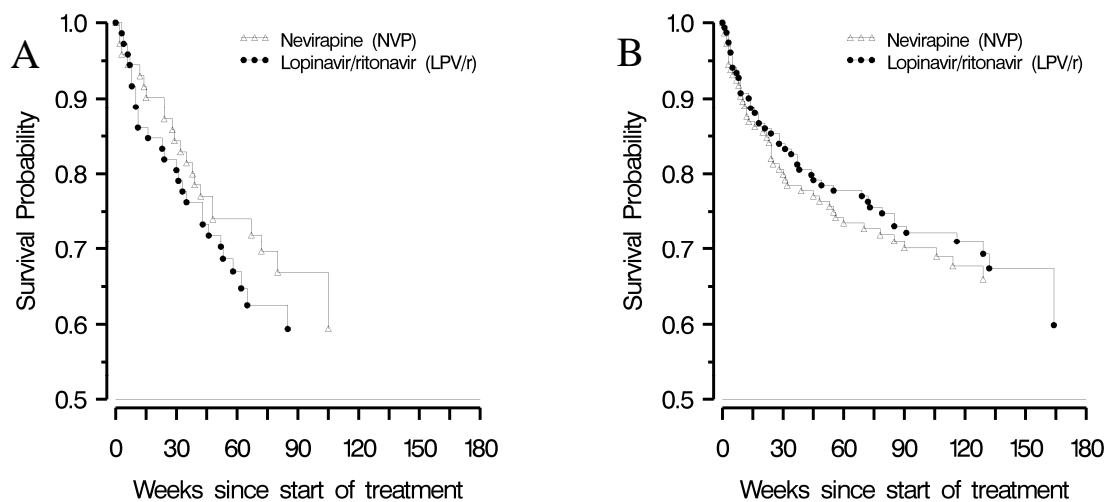 A
Nevirapine (NVP)
Lopinavir/ritonavir (LPV/r)
Survival Probability
1.0
0.9
0.8
0.7
0.6
0.5
0 30 60 90 120 150 180
Weeks since start of treatment
B
Nevirapine (NVP)
Lopinavir/ritonavir (LPV/r)
Survival Probability
1.0
0.9
0.8
0.7
0.6
0.5
0 30 60 90 120 150 180
Weeks since start of treatment